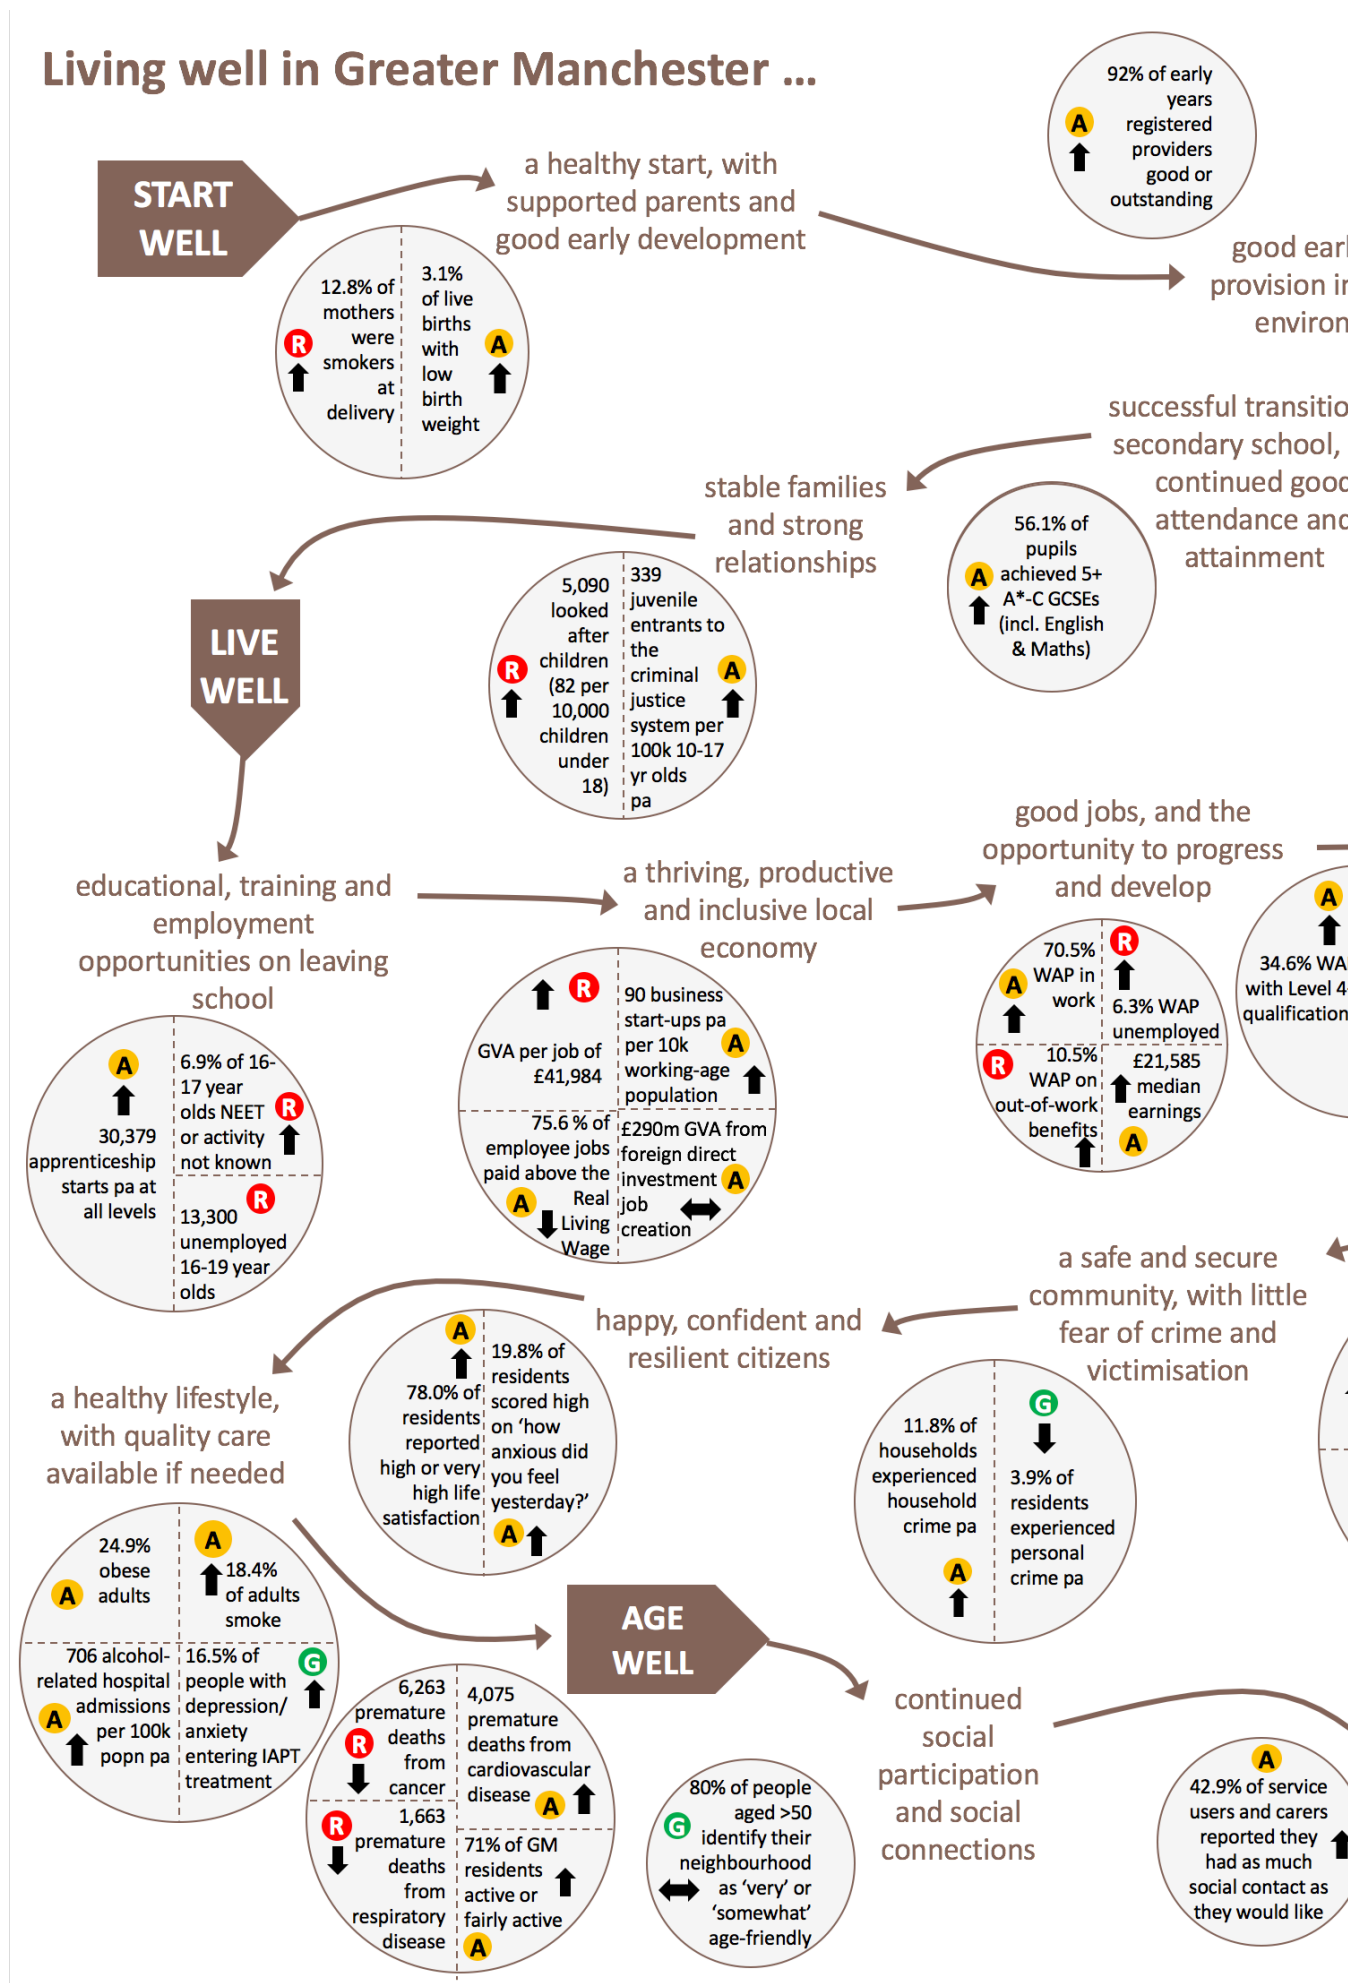 Living well in Greater Manchester ...
92% of early
years
registered
providers
good or
outstanding
A
START
WELL
a healthy start, with
supported parents and
good early development
12.8% of
mothers
were
smokers
at
delivery
R
3.1%
of live
births
with
low
birth
weight
A
good
provision
successful
secondary school,
continued
attendance
attainment
56.1% of
pupils
achieved 5+
A*-C GCSEs
(incl. English
& Maths)
A
stable families
and strong
relationships
5,090
looked
after
children
(82 per
10,000
children
under
18)
R
339
juvenile
entrants to
the
criminal
justice
system per
100k 10-17
yr olds
pa
A
LIVE
WELL
educational, training and
employment
opportunities on leaving
school
A
30,379
apprenticeship
starts pa at
all levels
6.9% of 16-
17 year
olds NEET
or activity
not known
R
R
13,300
unemployed
16-19 year
olds
a thriving, productive
and inclusive local
economy
R
GVA per job of
£41,984
90 business
start-ups pa
per 10k
working-age
population
A
75.6 % of
employee jobs
paid above the
Real
Living
Wage
A
£290m GVA from
foreign direct
investment
job
creation
A
good jobs, and the
opportunity to progress
and develop
70.5%
WAP in
work
A
R
6.3% WAP
unemployed
R
10.5%
WAP on
out-of-work
benefits
£21,585
median
earnings
A
A
34.6%
with Level
a safe and secure
community, with little
fear of crime and
victimisation
11.8% of
households
experienced
household
crime pa
A
G
3.9% of
residents
experienced
personal
crime pa
happy, confident and
resilient citizens
A
78.0% of
residents
reported
high or very
high life
satisfaction
19.8% of
residents
scored high
on ‘how
anxious did
you feel
yesterday?’
A
a healthy lifestyle,
with quality care
available if needed
24.9%
obese
adults
A
A
18.4%
of adults
smoke
706 alcohol-
related hospital
admissions
per 100k
popn pa
A
16.5% of
people with
depression/
anxiety
entering IAPT
treatment
G
6,263
premature
deaths
from
cancer
R
4,075
premature
deaths from
cardiovascular
disease
A
R
1,663
premature
deaths
from
respiratory
disease
71% of GM
residents
active or
fairly active
A
AGE
WELL
80% of people
aged >50
identify their
neighbourhood
as ‘very’ or
‘somewhat’
age-friendly
G
continued
social
participation
and social
connections
A
42.9% of service
users and carers
reported they
had as much
social contact as
they would like